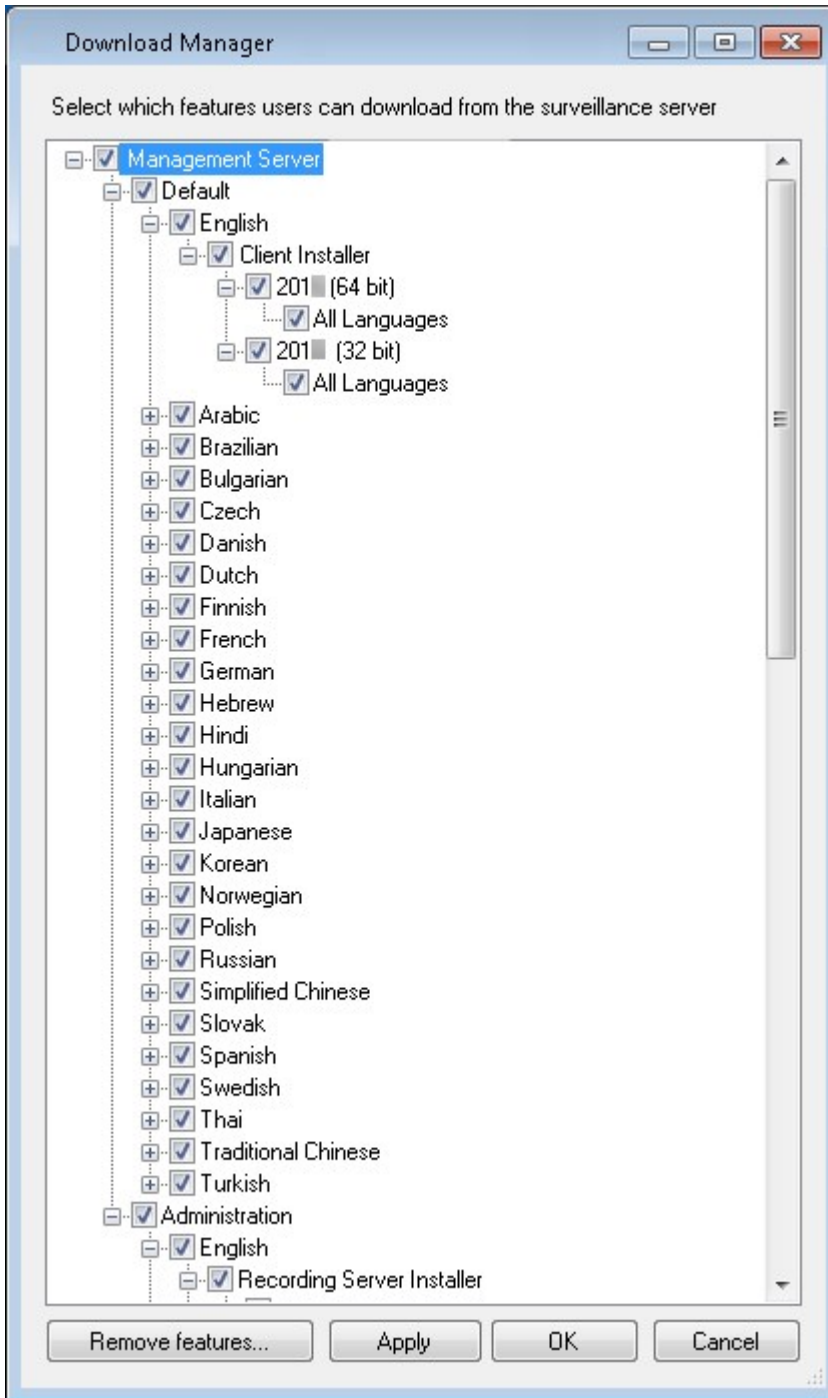 Download Manager
Select which features users can download from the surveillance server
Management Server
Default
English
Client Installer
201 (64 bit)
All Languages
201 (32 bit)
All Languages
Arabic
Brazilian
Bulgarian
Czech
Danish
Dutch
Finnish
French
German
Hebrew
Hindi
Hungarian
Italian
Japanese
Korean
Norwegian
Polish
Russian
Simplified Chinese
Slovak
Spanish
Swedish
Thai
Traditional Chinese
Turkish
Administration
English
Recording Server Installer
Remove features... Apply OK Cancel